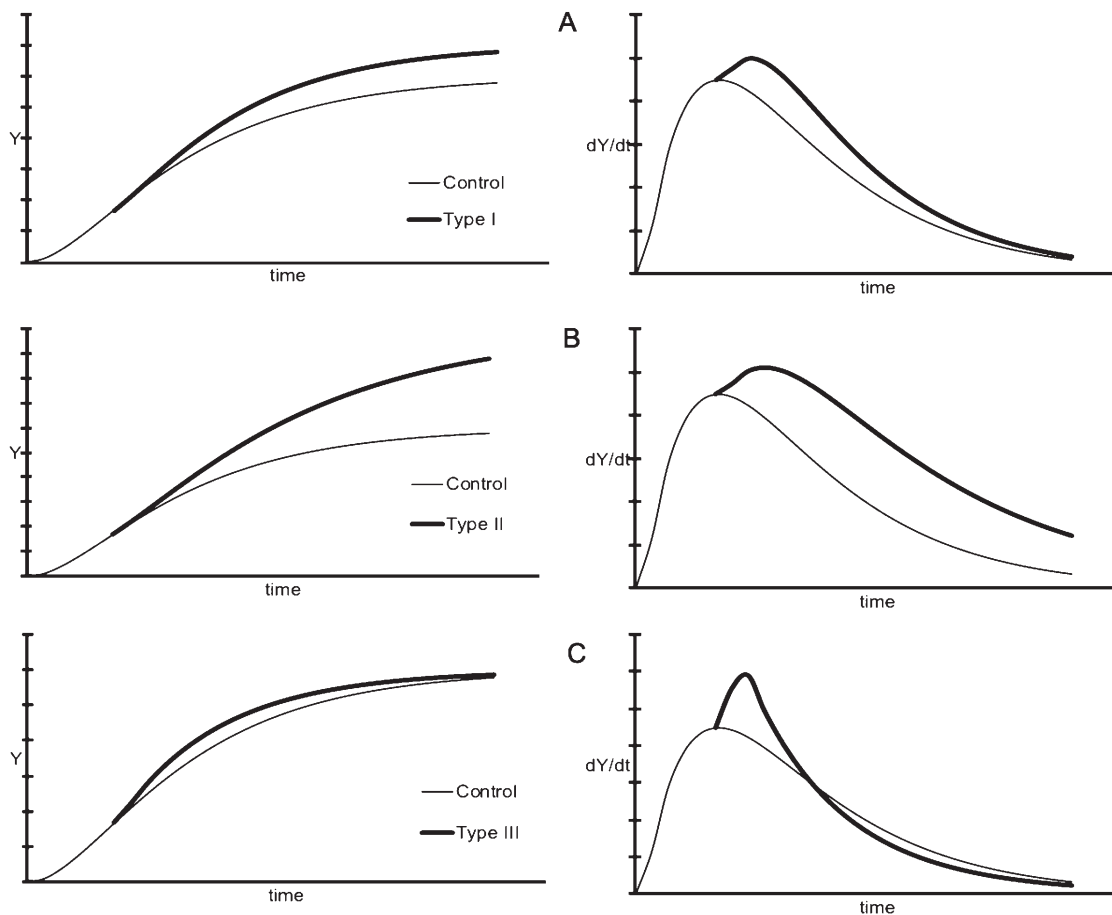 A
Y
Control
Type I
time
dY/dt
time
B
Y
Control
Type II
time
dY/dt
time
C
Y
Control
Type III
time
dY/dt
time